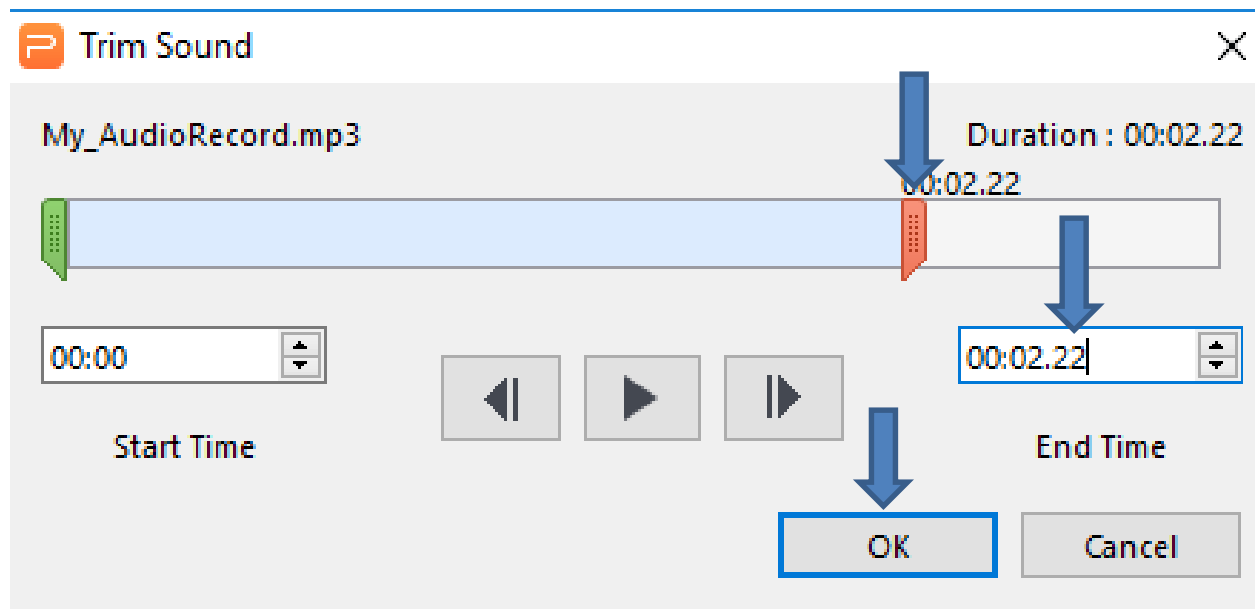 Trim Sound
My_AudioRecord.mp3
Duration : 00:02.22
00:02.22
00:00
00:02.22
Start Time
End Time
OK
Cancel